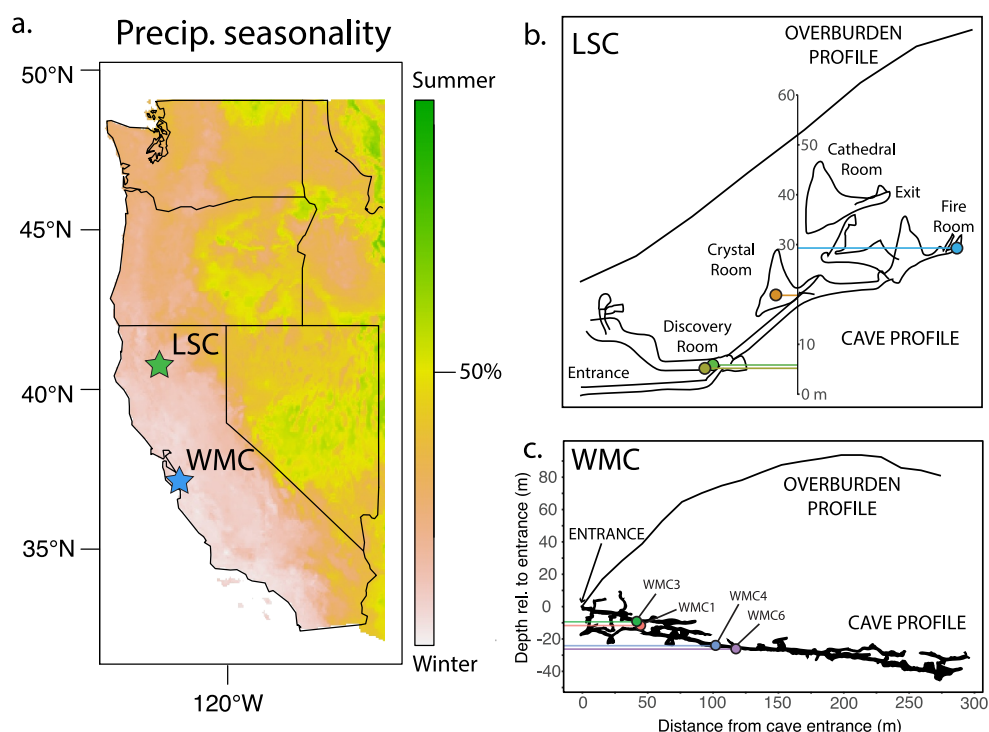 a.
Precip. seasonality
50°N
45°N
40°N
35°N
120°W
LSC
WMC
Summer
50%
Winter
b.
LSC
OVERBURDEN
PROFILE
60
50
40
30
10
0 m
Cathedral
Room
Exit
Fire
Room
Crystal
Room
Discovery
Room
CAVE PROFILE
Entrance
c.
WMC
OVERBURDEN
PROFILE
ENTRANCE
WMC3
WMC1
WMC4
WMC6
CAVE PROFILE
Depth rel. to entrance (m)
80
60
40
20
0
-20
-40
0
50
100
150
200
250
300
Distance from cave entrance (m)